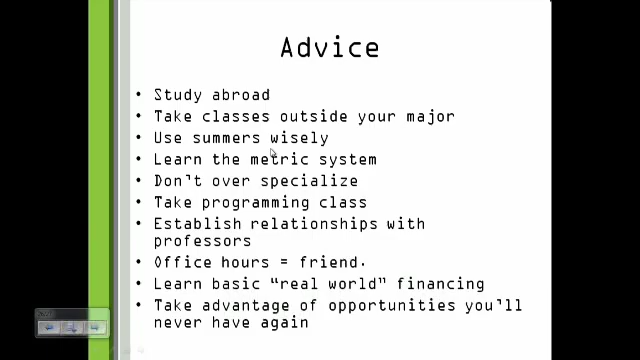 Advice
• Study abroad
• Take classes outside your major
• Use summers wisely
• Learn the metric system
• Don't over specialize
• Take programming class
• Establish relationships with
professors
• Office hours = friend.
• Learn basic “real world” financing
• Take advantage of opportunities you'll
never have again